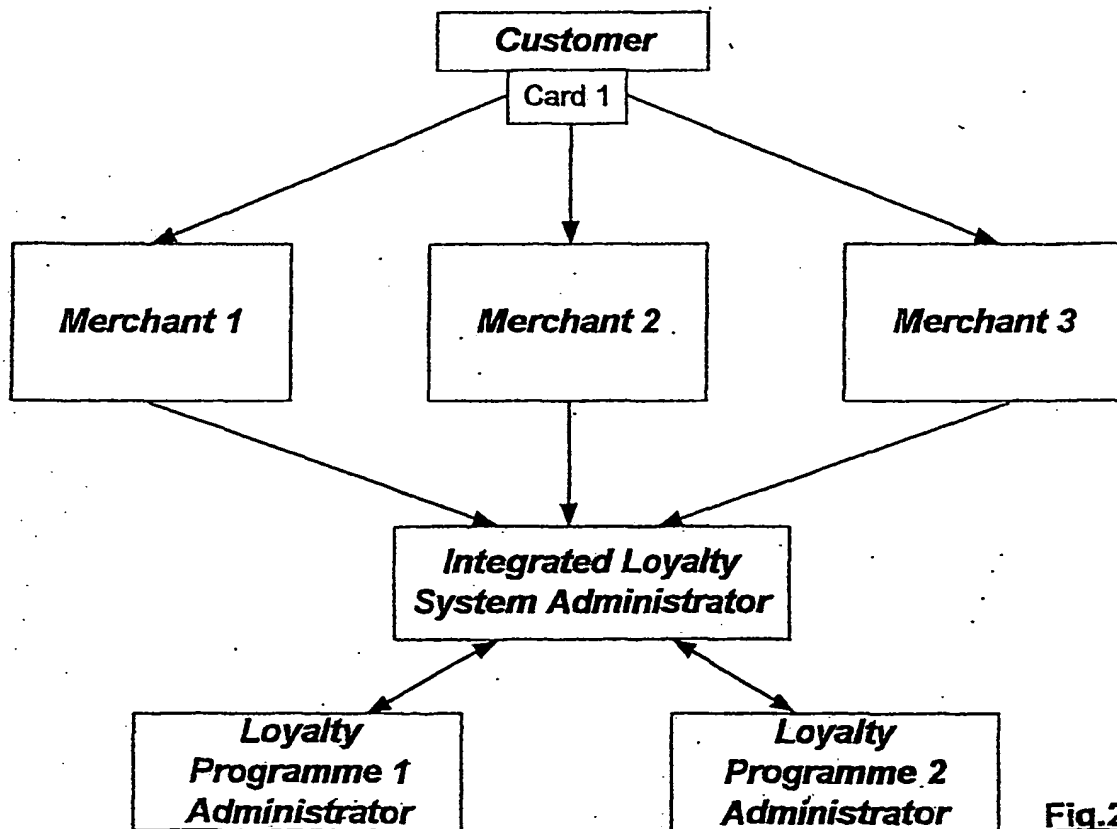 Customer
Card 1
Merchant 1
Merchant 2
Merchant 3
Integrated Loyalty
System Administrator
Loyalty
Programme 1
Administrator
Loyalty
Programme 2
Administrator
Fig.2